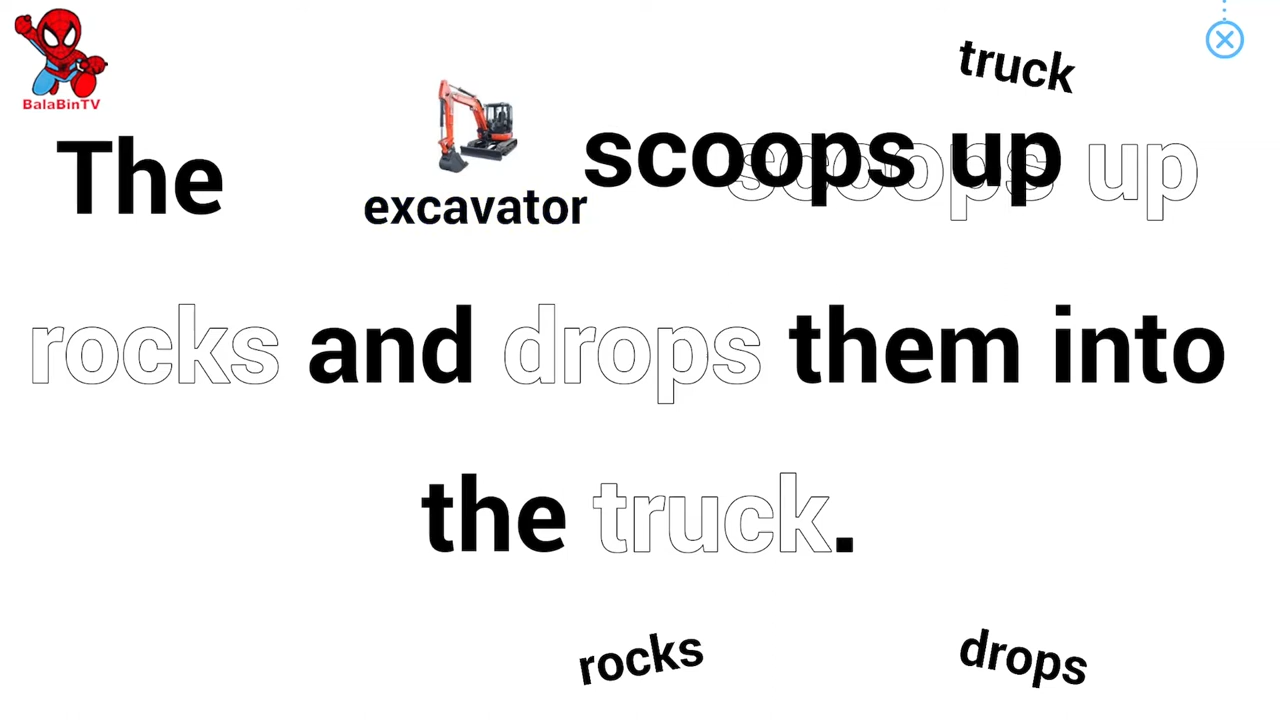 BalaBinTV
truck
The excavator scoops up scoops up
rocks and drops them into
the truck.
rocks
drops